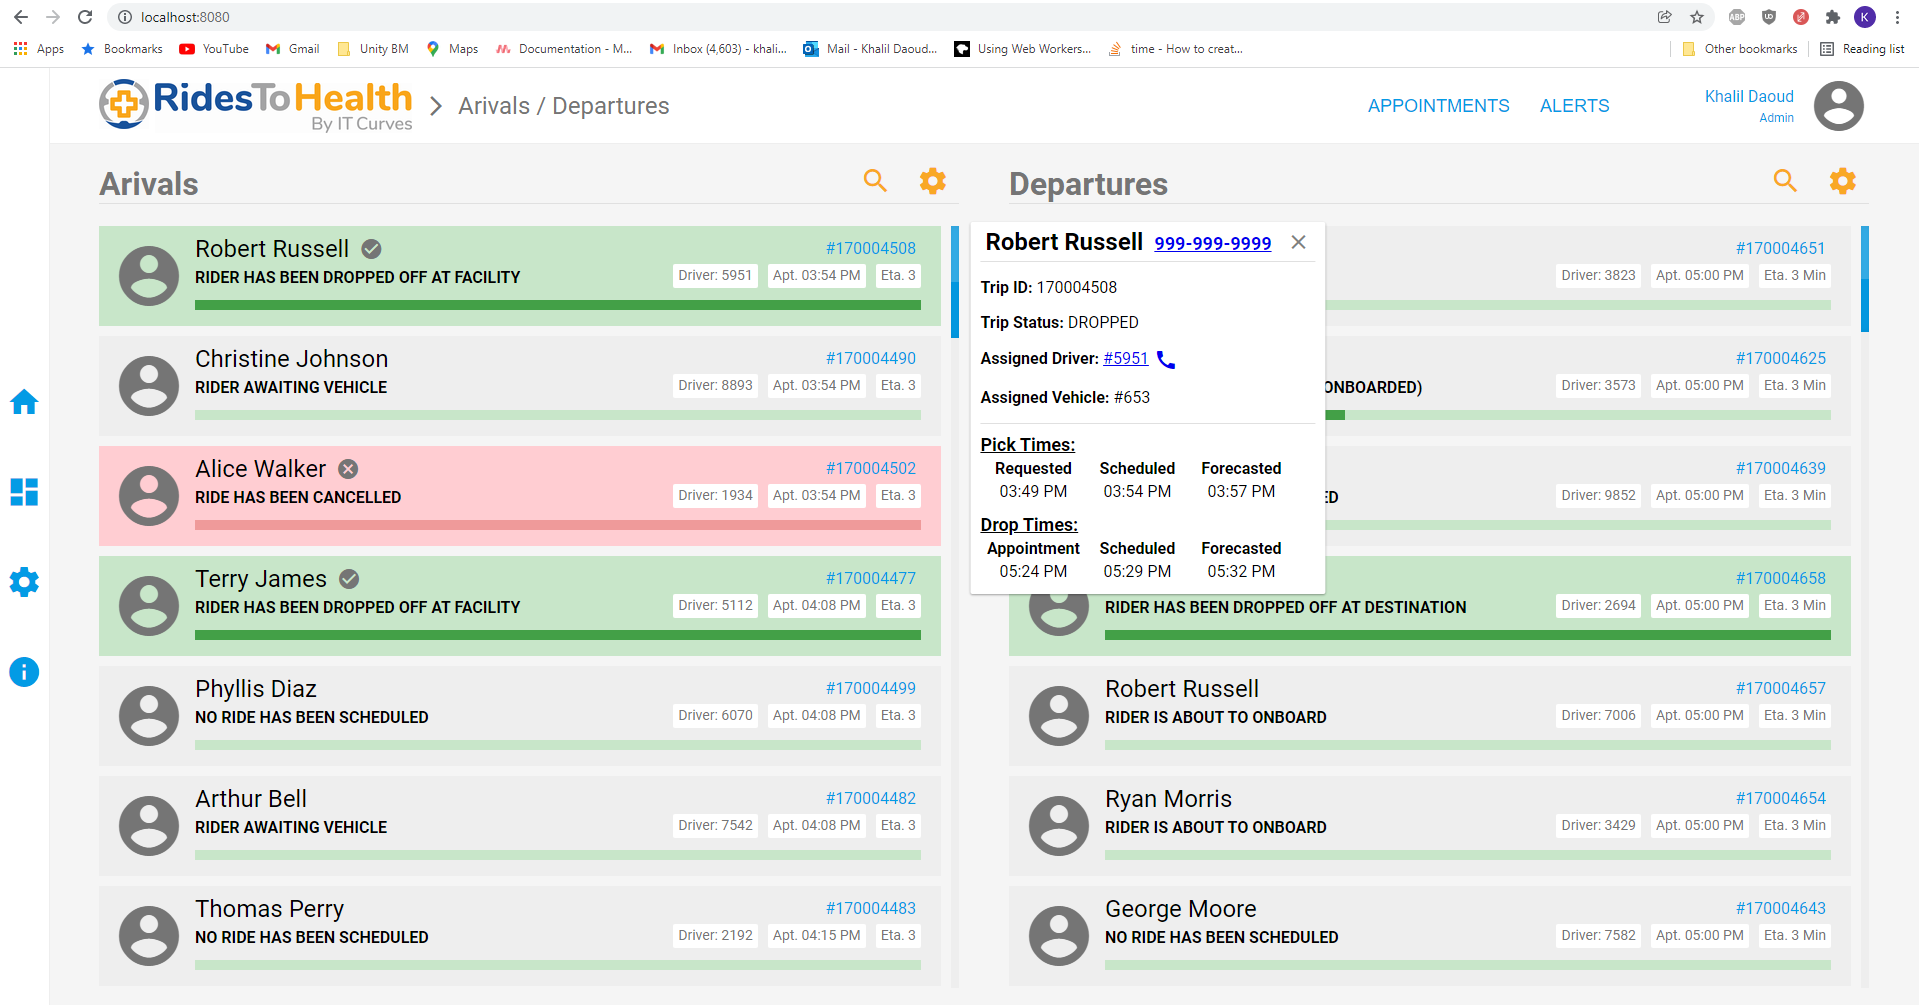 localhost:8080
ABP
K
Apps
Bookmarks
YouTube
Gmail
Unity BM
Maps
Documentation - M...
Inbox (4,603) - khali...
Mail - Khalil Daoud...
Using Web Workers...
time - How to creat...
Other bookmarks
Reading list
RidesToHealth
By IT Curves
Arivals / Departures
APPOINTMENTS
ALERTS
Khalil Daoud
Admin
Arivals
Robert Russell
#170004508
RIDER HAS BEEN DROPPED OFF AT FACILITY
Driver: 5951
Apt. 03:54 PM
Eta. 3
Christine Johnson
#170004490
RIDER AWAITING VEHICLE
Driver: 8893
Apt. 03:54 PM
Eta. 3
Alice Walker
#170004502
RIDE HAS BEEN CANCELLED
Driver: 1934
Apt. 03:54 PM
Eta. 3
Terry James
#170004477
RIDER HAS BEEN DROPPED OFF AT FACILITY
Driver: 5112
Apt. 04:08 PM
Eta. 3
Phyllis Diaz
#170004499
NO RIDE HAS BEEN SCHEDULED
Driver: 6070
Apt. 04:08 PM
Eta. 3
Arthur Bell
#170004482
RIDER AWAITING VEHICLE
Driver: 7542
Apt. 04:08 PM
Eta. 3
Thomas Perry
#170004483
NO RIDE HAS BEEN SCHEDULED
Driver: 2192
Apt. 04:15 PM
Eta. 3
Departures
Robert Russell 999-999-9999
Trip ID: 170004508
Trip Status: DROPPED
Assigned Driver: #5951
Assigned Vehicle: #653
Pick Times:
Requested Scheduled Forecasted
03:49 PM 03:54 PM 03:57 PM
Drop Times:
Appointment Scheduled Forecasted
05:24 PM 05:29 PM 05:32 PM
#170004651
Driver: 3823
Apt. 05:00 PM
Eta. 3 Min
#170004625
ONBOARDED)
Driver: 3573
Apt. 05:00 PM
Eta. 3 Min
#170004639
ED
Driver: 9852
Apt. 05:00 PM
Eta. 3 Min
#170004658
RIDER HAS BEEN DROPPED OFF AT DESTINATION
Driver: 2694
Apt. 05:00 PM
Eta. 3 Min
Robert Russell
#170004657
RIDER IS ABOUT TO ONBOARD
Driver: 7006
Apt. 05:00 PM
Eta. 3 Min
Ryan Morris
#170004654
RIDER IS ABOUT TO ONBOARD
Driver: 3429
Apt. 05:00 PM
Eta. 3 Min
George Moore
#170004643
NO RIDE HAS BEEN SCHEDULED
Driver: 7582
Apt. 05:00 PM
Eta. 3 Min